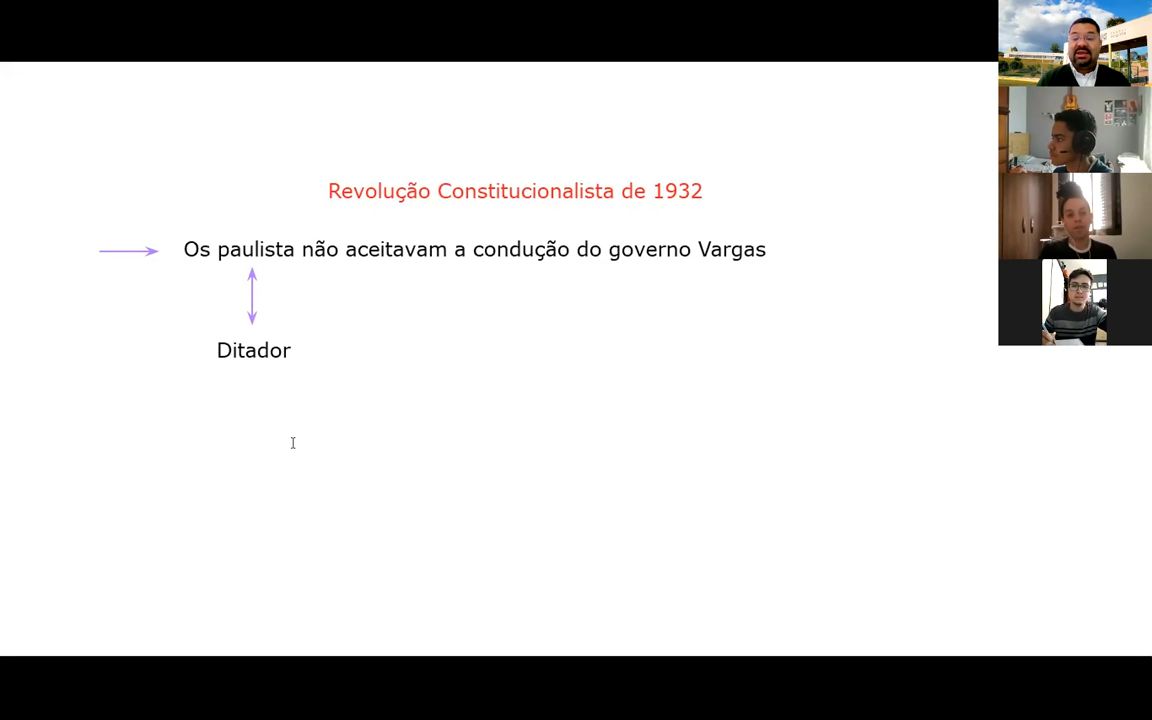 Revolução Constitucionalista de 1932
Os paulista não aceitavam a condução do governo Vargas
Ditador